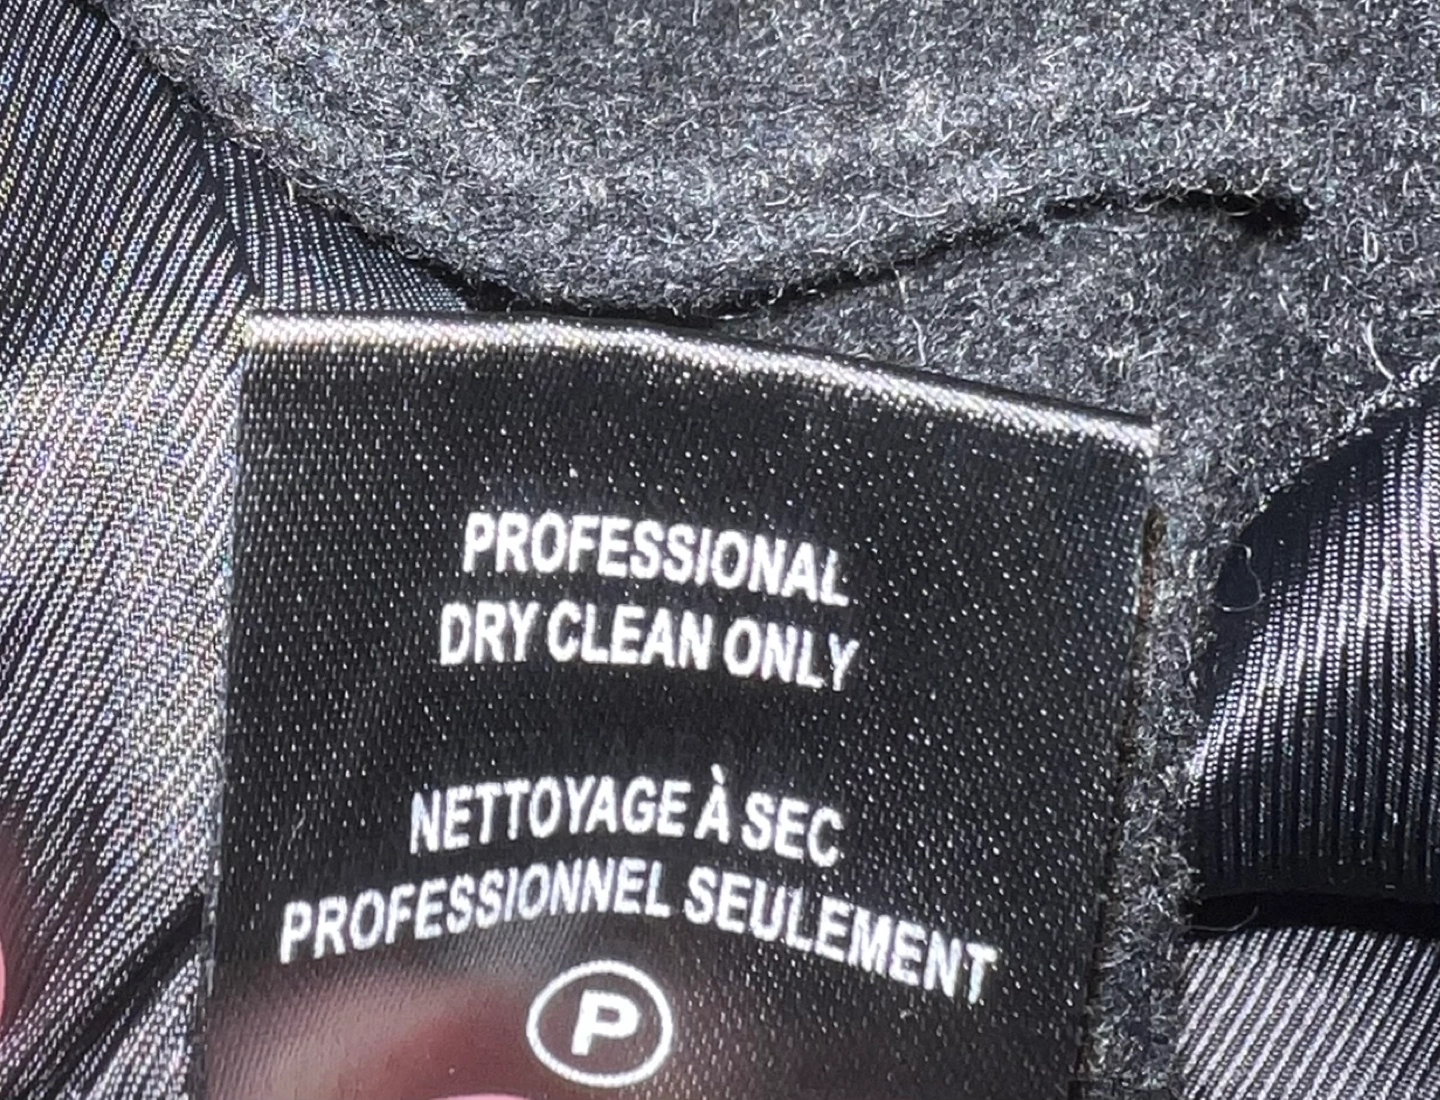 PROFESSIONAL
DRY CLEAN ONLY
NETTOYAGE À SEC
PROFESSIONNEL SEULEMENT
P